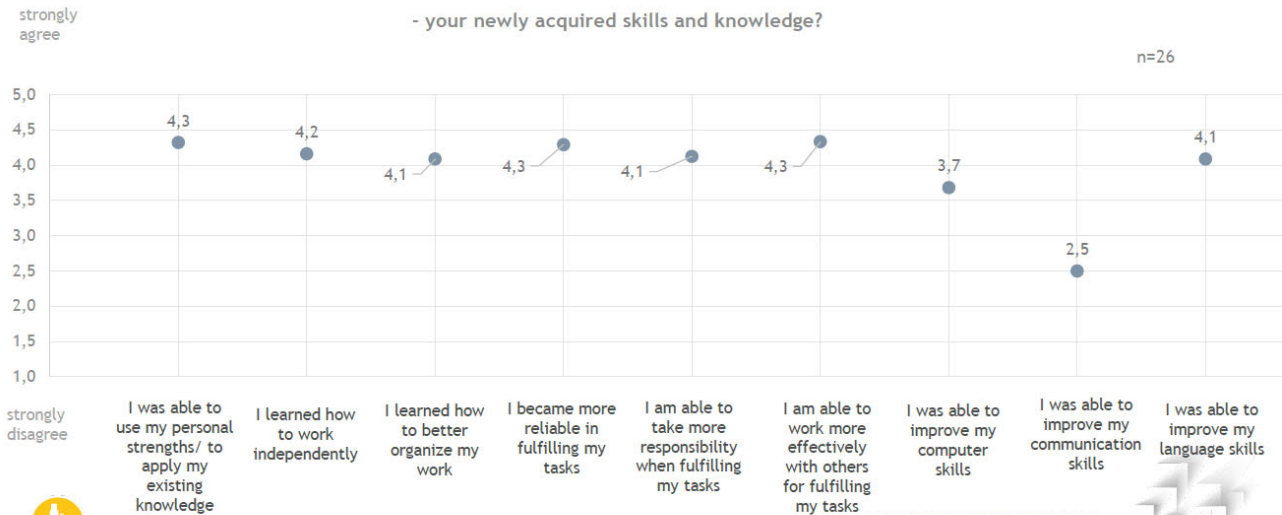 strongly
agree
- your newly acquired skills and knowledge?
n=26
5,0
4,5
4,0
3,5
3,0
2,5
2,0
1,5
1,0
4,3
4,2
4,1
4,3
4,1
4,3
3,7
2,5
4,1
strongly
disagree
I was able to
use my personal
strengths/ to
apply my
existing
knowledge
I learned how
to work
independently
I learned how
to better
organize my
work
I became more
reliable in
fulfilling my
tasks
I am able to
take more
responsibility
when fulfilling
my tasks
I am able to
work more
effectively
with others
for fulfilling
my tasks
I was able to
improve my
computer
skills
I was able to
improve my
communication
skills
I was able to
improve my
language skills